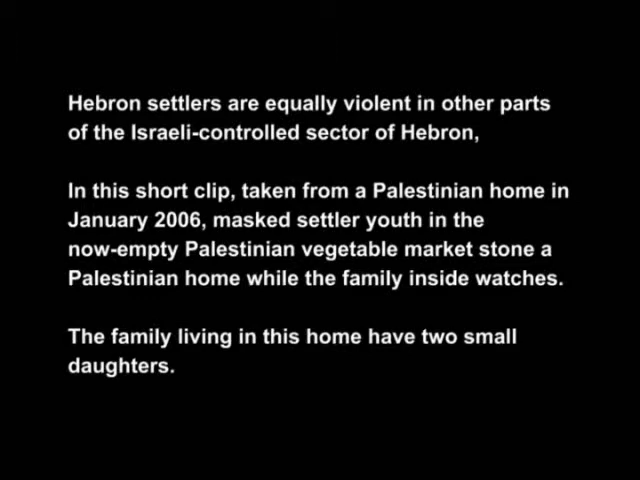 Hebron settlers are equally violent in other parts
of the Israeli-controlled sector of Hebron,
In this short clip, taken from a Palestinian home in
January 2006, masked settler youth in the
now-empty Palestinian vegetable market stone a
Palestinian home while the family inside watches.
The family living in this home have two small
daughters.